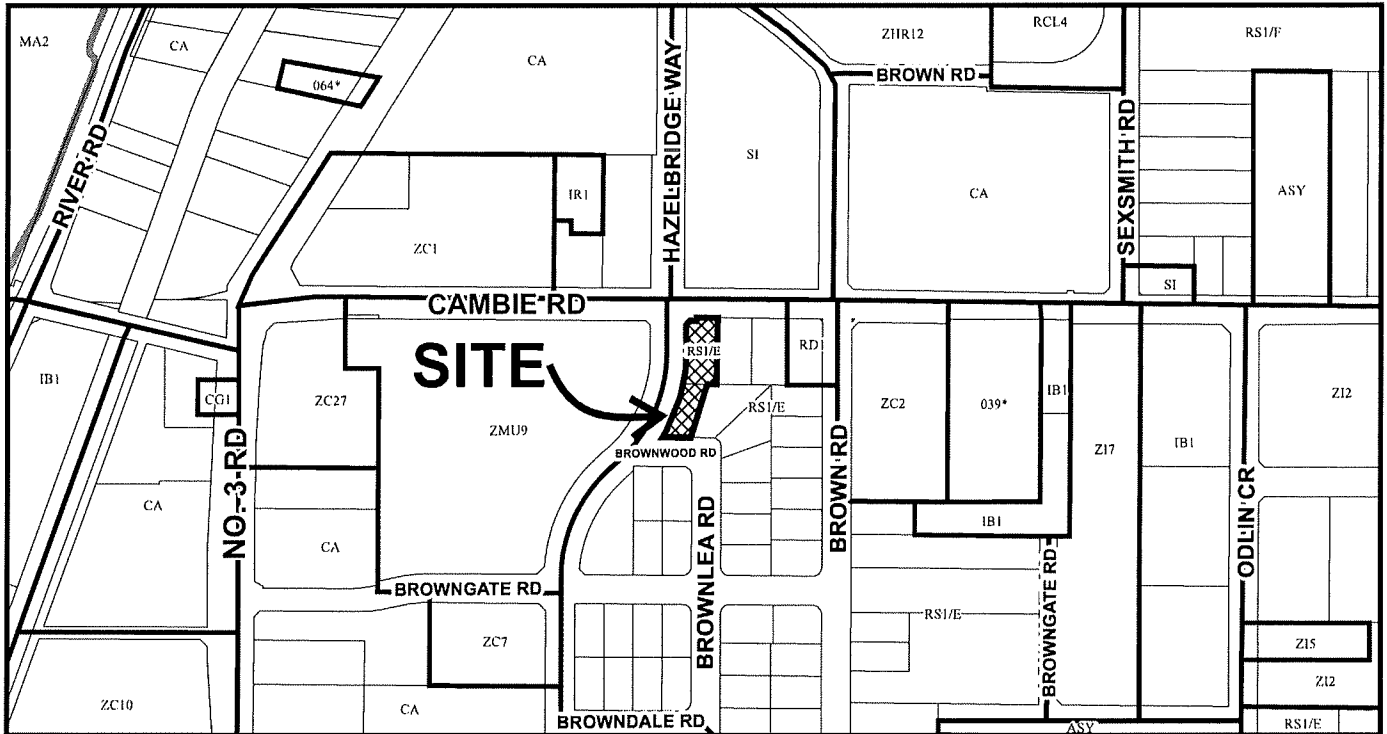 MA2
CA
064*
CA
HAZELBRIDGE WAY
ZHR12
RCL4
RS1/F
BROWN RD
SEXSMITH RD
RIVER RD
SI
CA
ASY
IR1
ZC1
SI
CAMBIE RD
SITE
RS1/E
RD1
IB1
CG1
ZC27
ZMU9
RS1/E
ZC2
039*
IB1
ZI7
IB1
ZI2
BROWNWOOD RD
NO. 3 RD
CA
CA
BROWNLEA RD
BROWN RD
IB1
ODLIN CR
BROWNGATE RD
BROWNGATE RD
RS1/E
ZC7
ZI5
ZI2
ZC10
CA
BROWNDALE RD
ASY
RS1/E